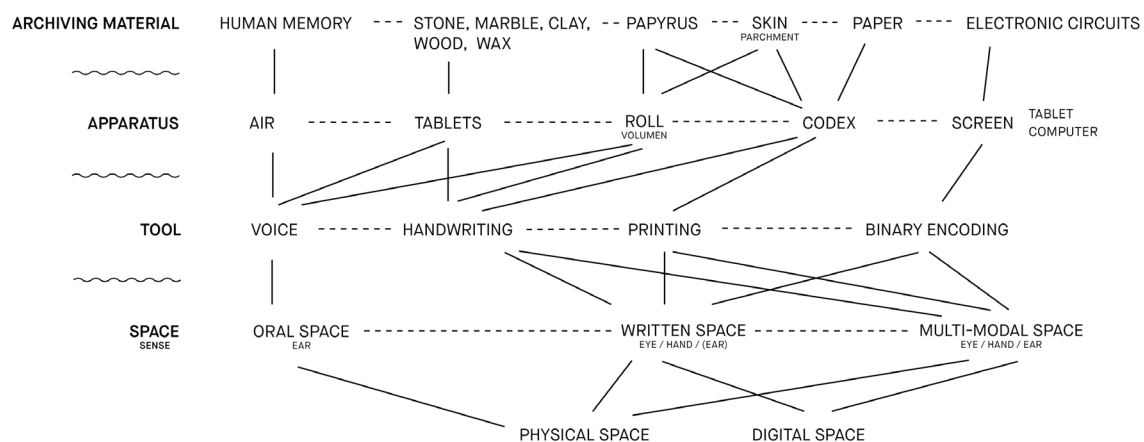 ARCHIVING MATERIAL HUMAN MEMORY STONE, MARBLE, CLAY, PAPYRUS SKIN PAPER ELECTRONIC CIRCUITS
WOOD, WAX PARCHMENT
APPARATUS AIR TABLETS ROLL CODEX SCREEN TABLET
VOLUMEN COMPUTER
TOOL VOICE HANDWRITING PRINTING BINARY ENCODING
SPACE ORAL SPACE WRITTEN SPACE MULTI-MODAL SPACE
SENSE EAR EYE / HAND / (EAR) EYE / HAND / EAR
PHYSICAL SPACE DIGITAL SPACE